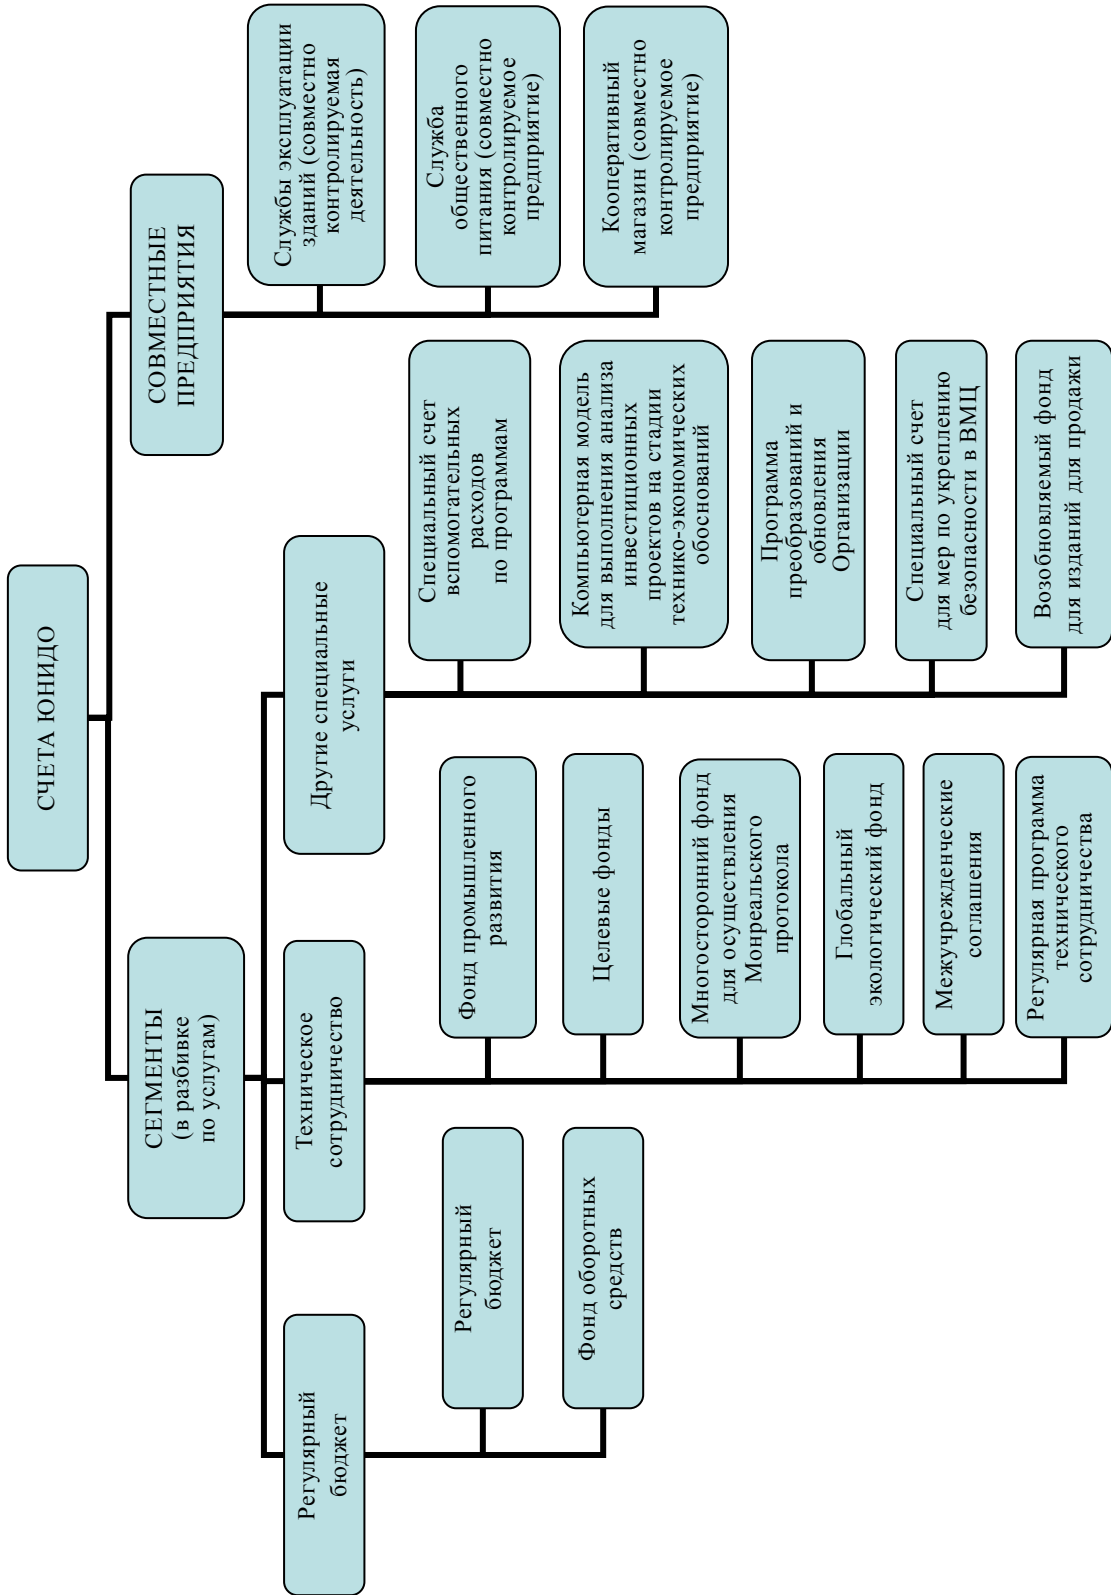 СЧЕТА ЮНИДО
СЕГМЕНТЫ
(в разбивке
по услугам)
СОВМЕСТНЫЕ
ПРЕДПРИЯТИЯ
Регулярный
бюджет
Техническое
сотрудничество
Другие специальные
услуги
Регулярный
бюджет
Фонд оборотных
средств
Фонд промышленного
развития
Целевые фонды
Многосторонний фонд
для осуществления
Монреальского
протокола
Глобальный
экологический фонд
Межучрежденческие
соглашения
Регулярная программа
технического
сотрудничества
Специальный счет
вспомогательных
расходов
по программам
Компьютерная модель
для выполнения анализа
инвестиционных
проектов на стадии
технико-экономических
обоснований
Программа
преобразований и
обновления
Организации
Специальный счет
для мер по укреплению
безопасности в ВМЦ
Возобновляемый фонд
для изданий для продажи
Службы эксплуатации
зданий (совместно
контролируемая
деятельность)
Служба
общественного
питания (совместно
контролируемое
предприятие)
Кооперативный
магазин (совместно
контролируемое
предприятие)